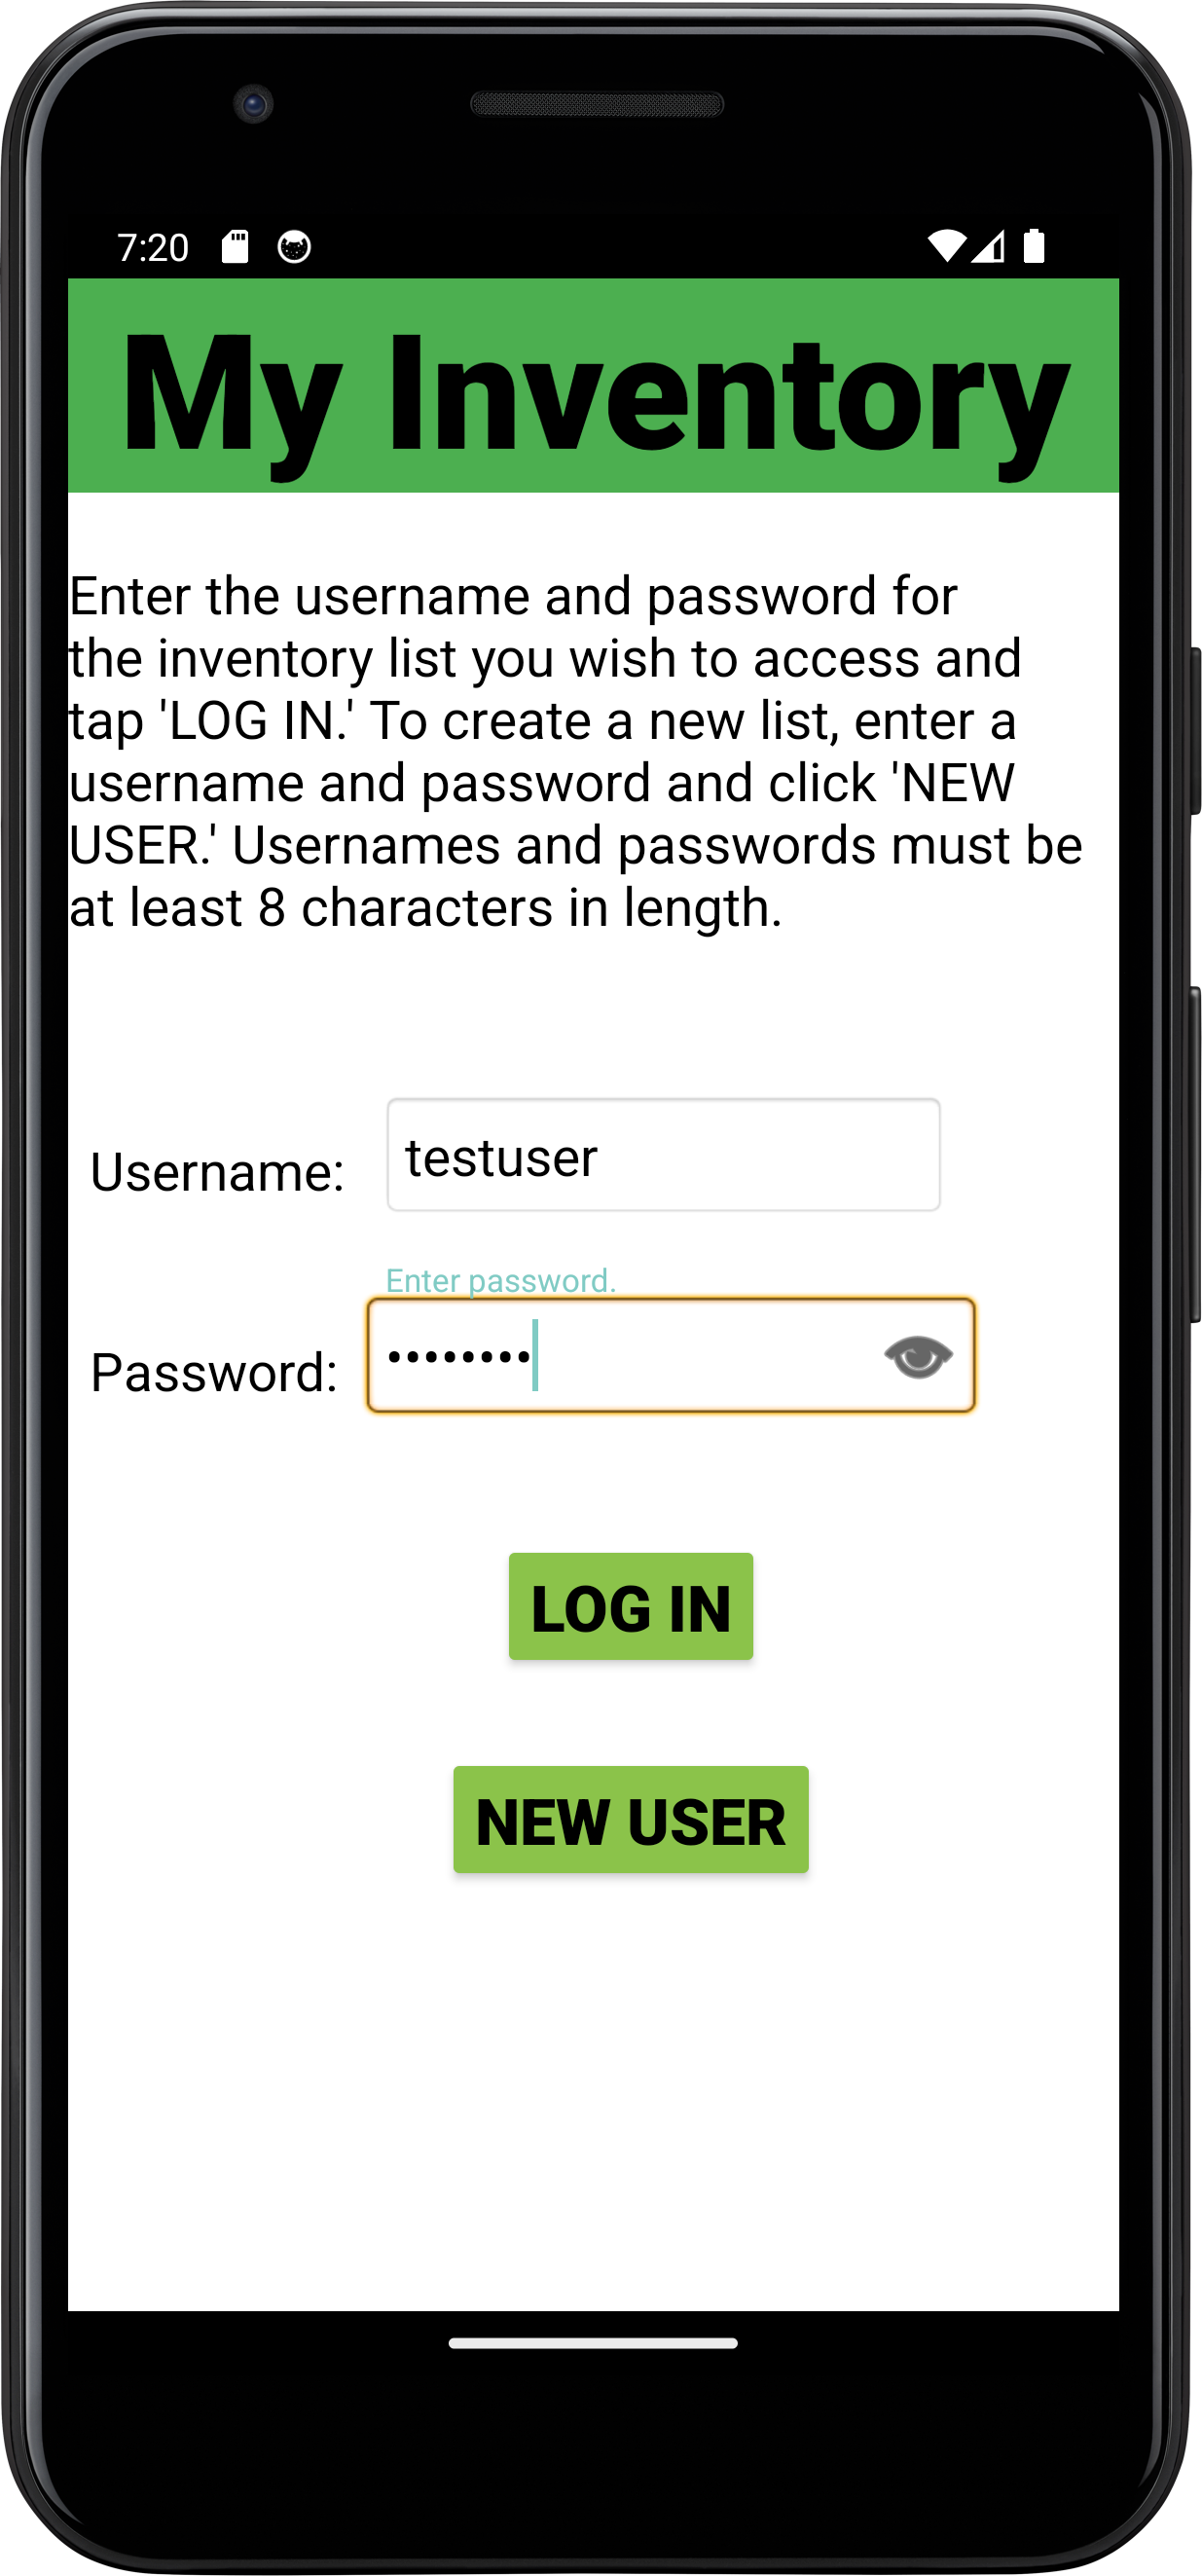 7:20
My Inventory
Enter the username and password for
the inventory list you wish to access and
tap 'LOG IN.' To create a new list, enter a
username and password and click 'NEW
USER.' Usernames and passwords must be
at least 8 characters in length.
Username: testuser
Enter password.
Password: ••••••••
LOG IN
NEW USER